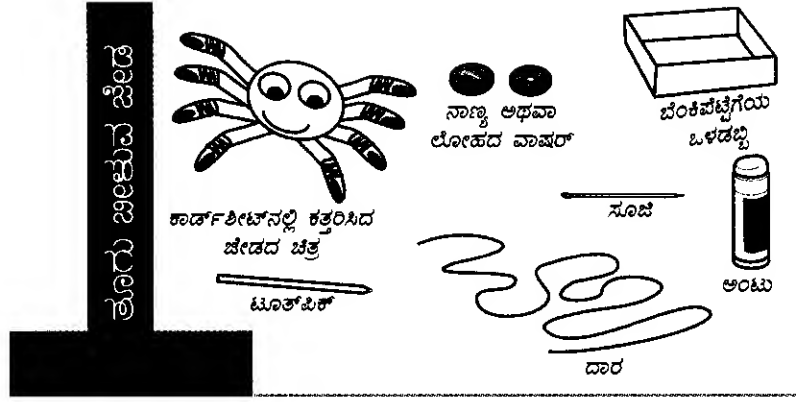 ತೂಗು ಬೀಳುವ ಜೇಡ
ನಾಣ್ಯ ಅಥವಾ
ಲೋಹದ ವಾಷರ್
ಬೆಂಕಿಪೆಟ್ಟಿಗೆಯ
ಒಳಡಬ್ಬಿ
ಕಾರ್ಡ್‌ಶೀಟ್‌ನಲ್ಲಿ ಕತ್ತರಿಸಿದ
ಜೇಡದ ಚಿತ್ರ
ಸೂಜಿ
ಟೂತ್‌ಪಿಕ್
ಅಂಟು
ದಾರ